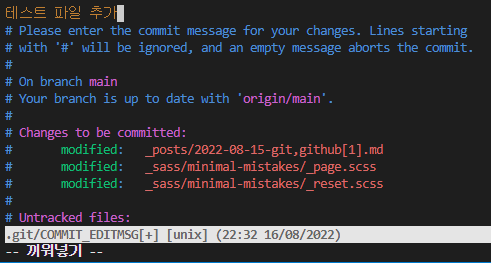 테스트 파일 추가
# Please enter the commit message for your changes. Lines starting
# with '#' will be ignored, and an empty message aborts the commit.
#
# On branch main
# Your branch is up to date with 'origin/main'.
#
# Changes to be committed:
#       modified:   _posts/2022-08-15-git,github[1].md
#       modified:   _sass/minimal-mistakes/_page.scss
#       modified:   _sass/minimal-mistakes/_reset.scss
#
# Untracked files:
.git/COMMIT_EDITMSG[+] [unix] (22:32 16/08/2022)
-- 끼워넣기 --